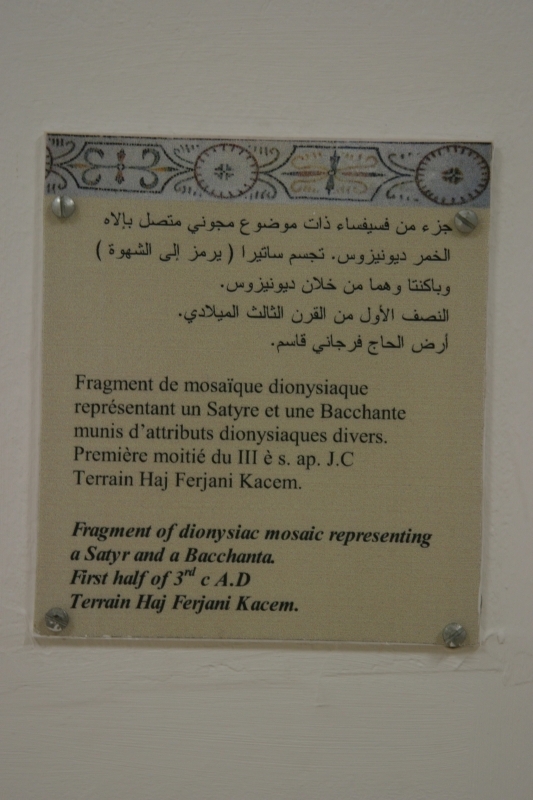 جزء من فسيفساء ذات موضوع مجوني متصل بإلاه
الخمر ديونيزوس. تجسم ساتيرا ( يرمز إلى الشهوة )
وباكنتا وهما من خلان ديونيزوس.
النصف الأول من القرن الثالث الميلادي.
أرض الحاج فرجاني قاسم.
Fragment de mosaïque dionysiaque
représentant un Satyre et une Bacchante
munis d'attributs dionysiaques divers.
Première moitié du III è s. ap. J.C
Terrain Haj Ferjani Kacem.
Fragment of dionysiac mosaic representing
a Satyr and a Bacchanta.
First half of 3rd c A.D
Terrain Haj Ferjani Kacem.